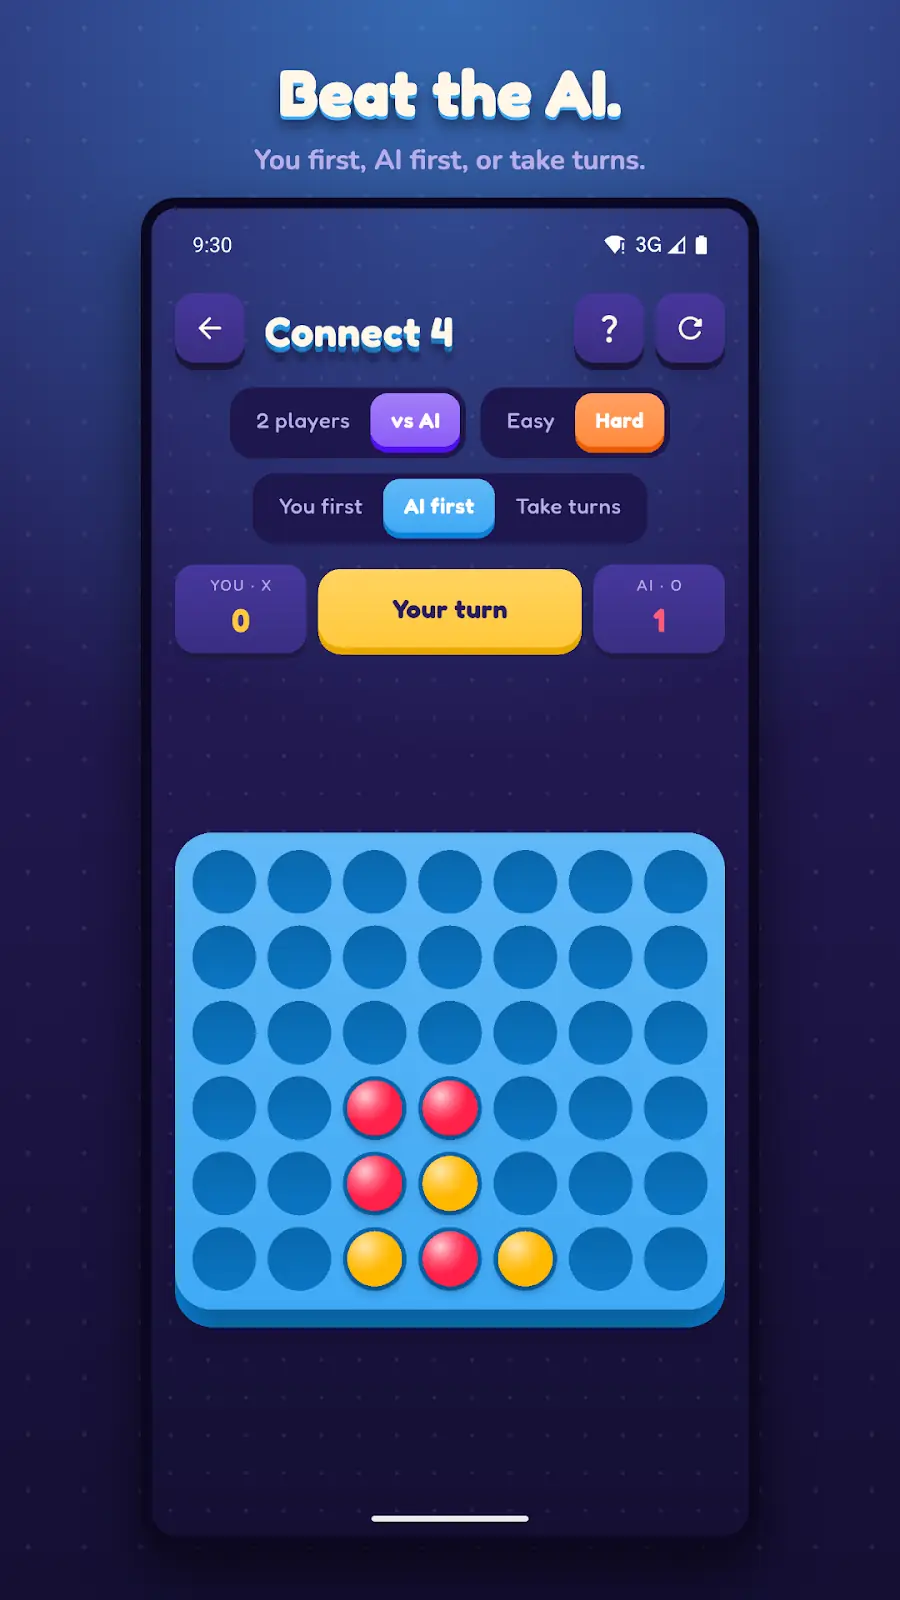 Beat the AI.
You first, AI first, or take turns.
9:30 3G
Connect 4 ?
2 players vs AI Easy Hard
You first AI first Take turns
YOU · X Your turn AI · O
0 1